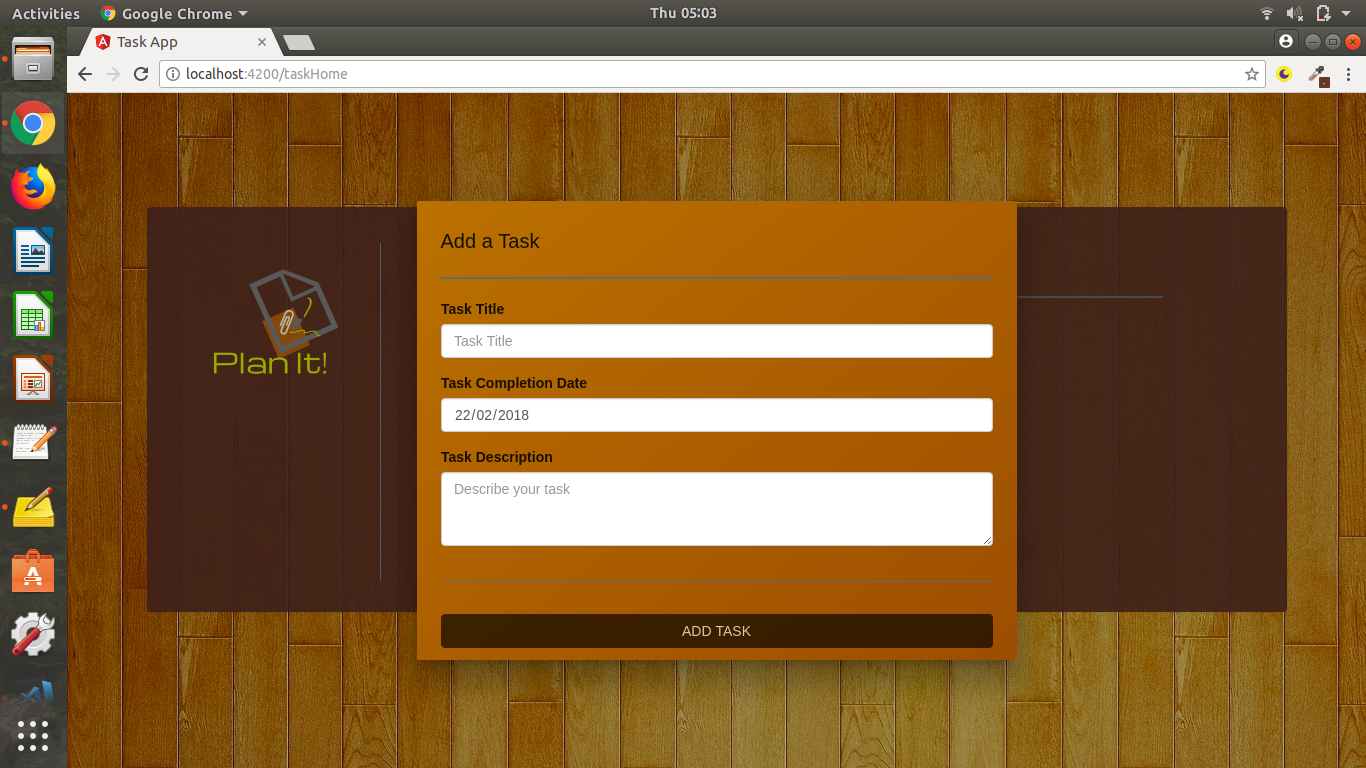 Activities
Google Chrome
Thu 05:03
Task App
localhost:4200/taskHome
Plan It!
Add a Task
Task Title
Task Title
Task Completion Date
22/02/2018
Task Description
Describe your task
ADD TASK